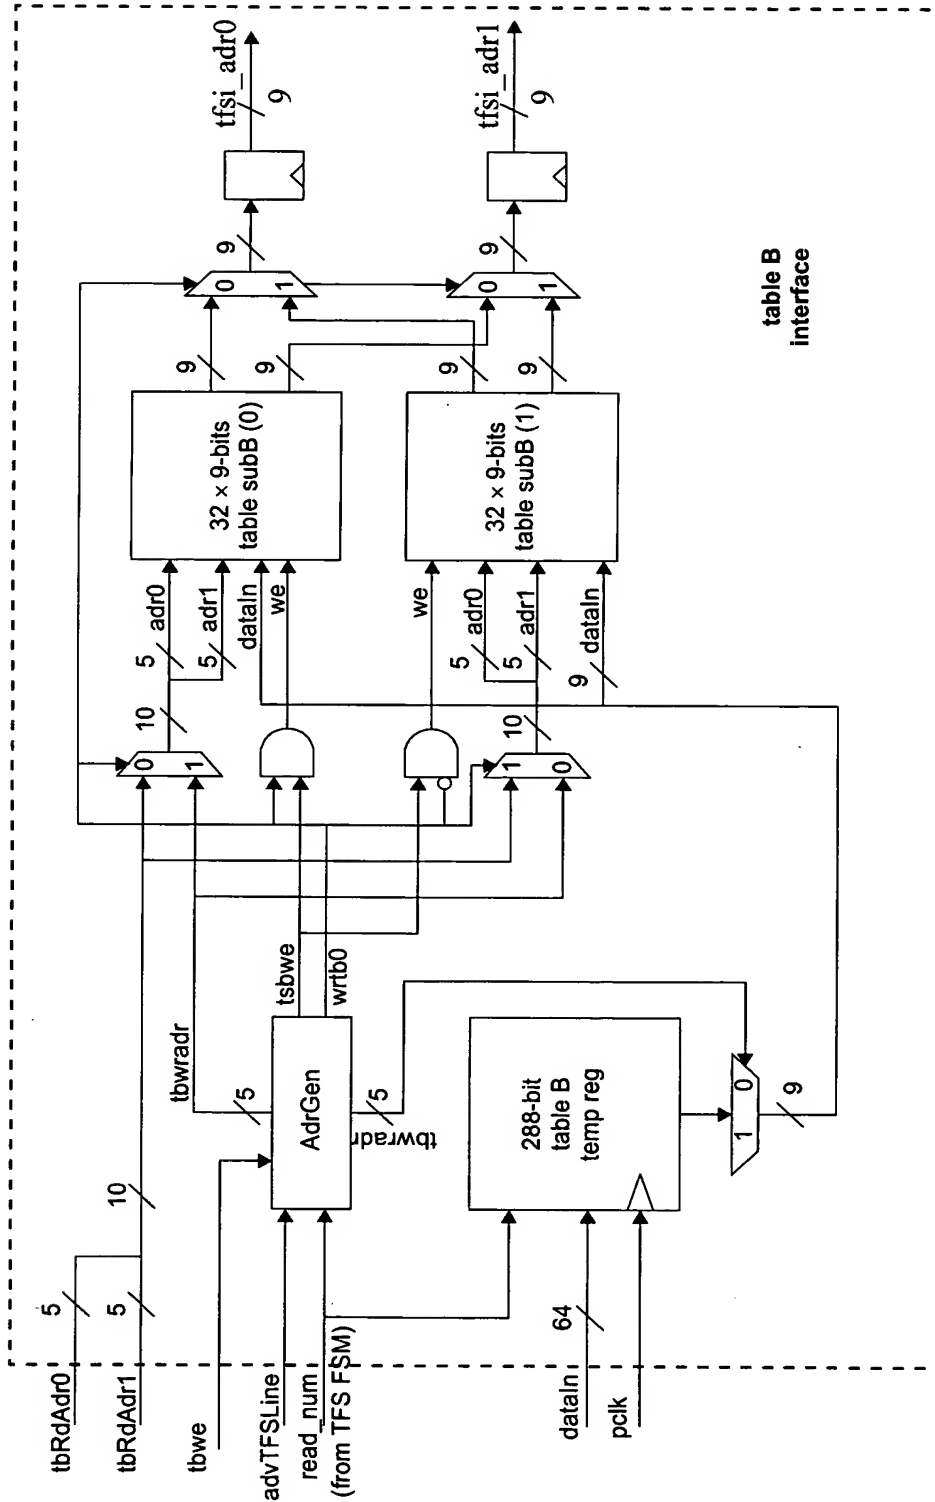 tbRdAdr0
5
tbRdAdr1
5
10
tbwe
advTFSLine
read_num
(from TFS FSM)
dataIn
64
pclk
tbwradr
5
AdrGen
tsbwe
wrtb0
5
tbwradr
288-bit
table B
temp reg
1
0
9
0
1
10
5
adr0
5
adr1
dataIn
we
32 × 9-bits
table subB (0)
9
9
we
5
adr0
5
adr1
10
1
0
9
dataIn
32 × 9-bits
table subB (1)
9
9
0
1
9
tfsi_adr0
9
0
1
9
tfsi_adr1
9
table B
interface